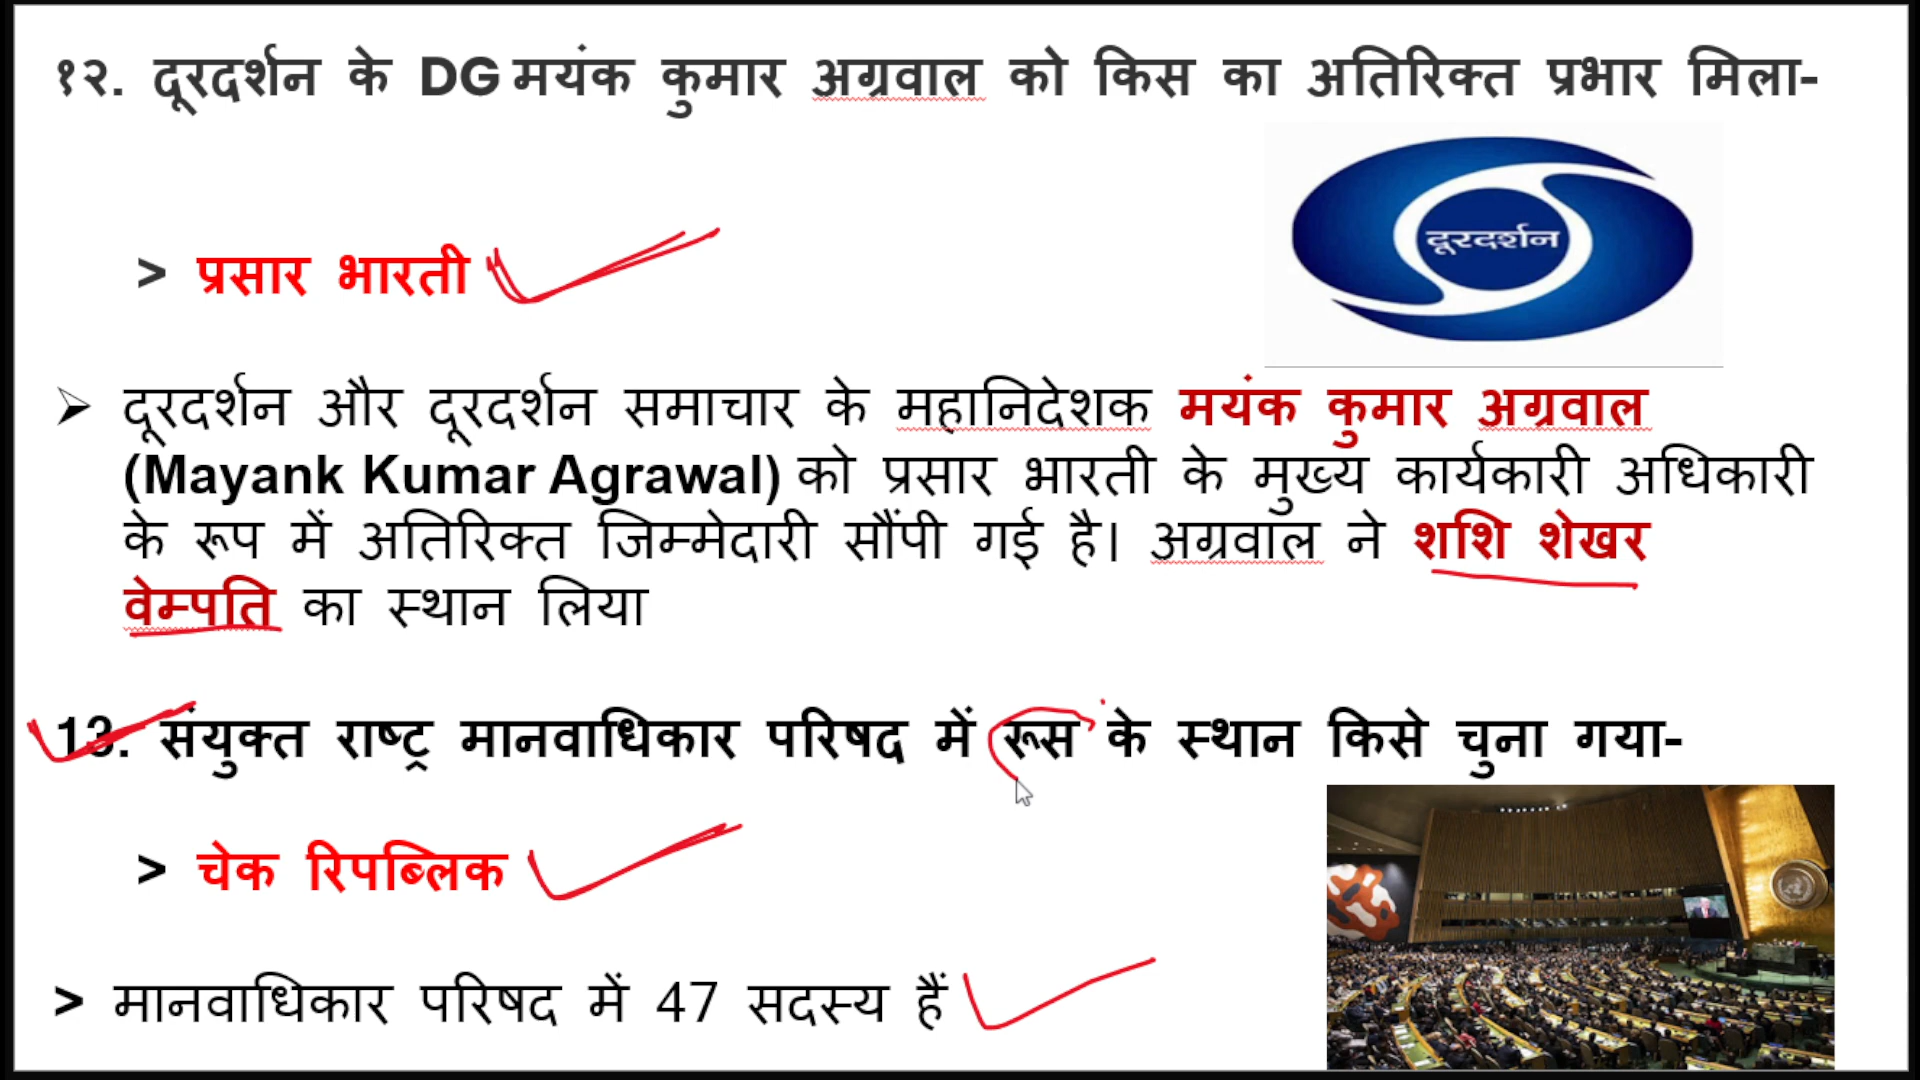 १२. दूरदर्शन के DG मयंक कुमार अग्रवाल को किस का अतिरिक्त प्रभार मिला-
दूरदर्शन
> प्रसार भारती
➢ दूरदर्शन और दूरदर्शन समाचार के महानिदेशक मयंक कुमार अग्रवाल
(Mayank Kumar Agrawal) को प्रसार भारती के मुख्य कार्यकारी अधिकारी
के रूप में अतिरिक्त जिम्मेदारी सौंपी गई है। अग्रवाल ने शशि शेखर
वेम्पति का स्थान लिया
13. संयुक्त राष्ट्र मानवाधिकार परिषद में रूस के स्थान किसे चुना गया-
> चेक रिपब्लिक
> मानवाधिकार परिषद में 47 सदस्य हैं